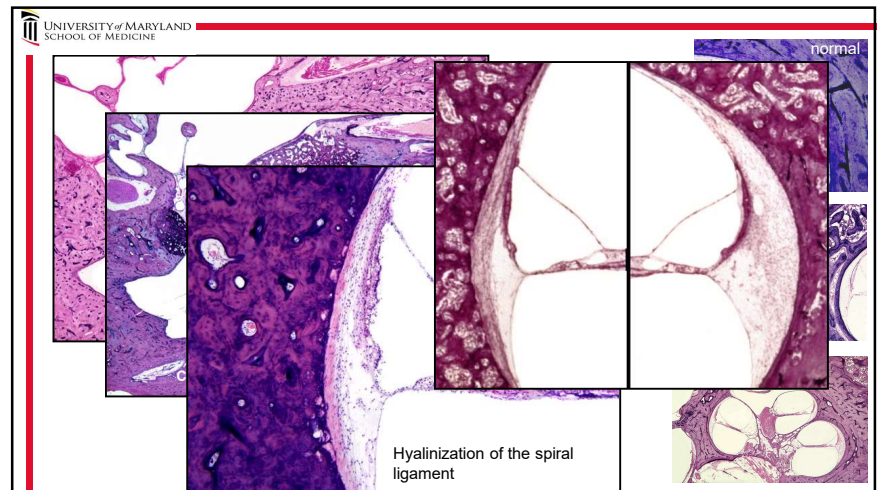 UNIVERSITY of MARYLAND
SCHOOL OF MEDICINE
normal
Hyalinization of the spiral
ligament